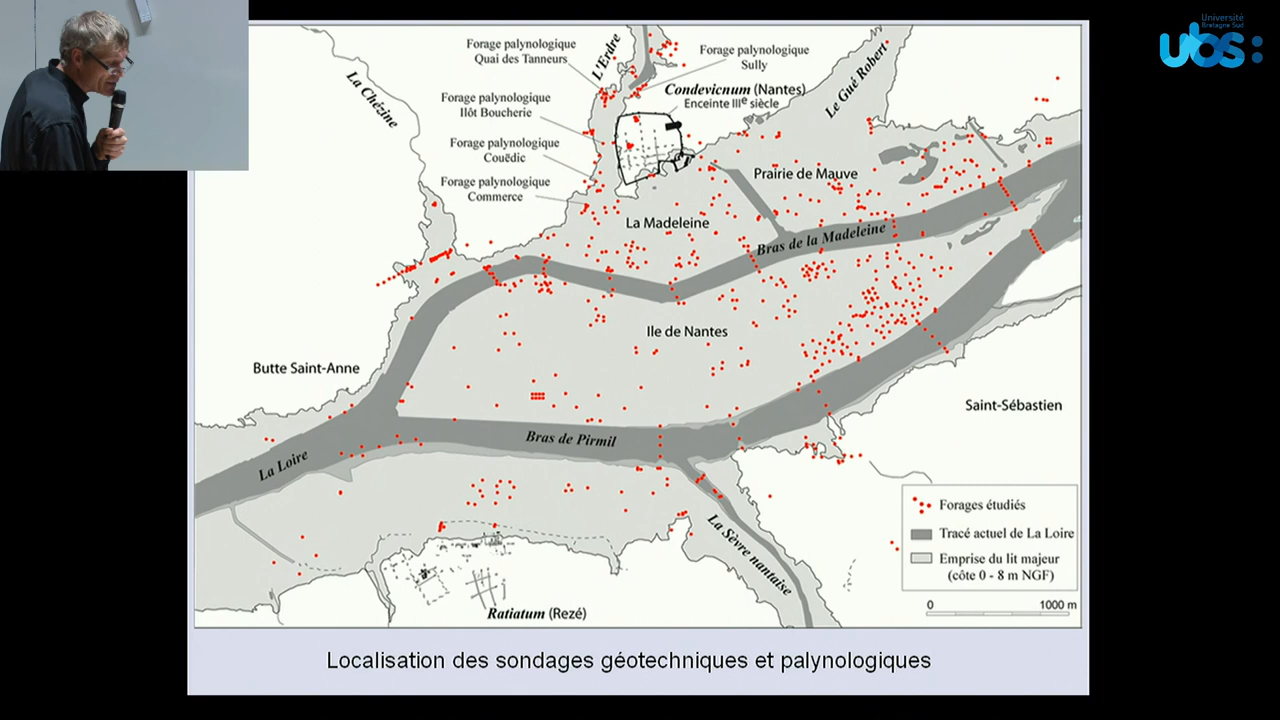 Université
Bretagne Sud
ubs:
Forage palynologique
Quai des Tanneurs
L'Erdre
Forage palynologique
Sully
La Chézine
Le Gué Robert
Condevicnum (Nantes)
Enceinte IIIe siècle
Forage palynologique
Ilôt Boucherie
Forage palynologique
Couëdic
Forage palynologique
Commerce
Prairie de Mauve
La Madeleine
Bras de la Madeleine
Ile de Nantes
Butte Saint-Anne
Saint-Sébastien
Bras de Pirmil
La Loire
La Sèvre nantaise
Ratiatum (Rezé)
Forages étudiés
Tracé actuel de La Loire
Emprise du lit majeur
(côte 0 - 8 m NGF)
0 1000 m
Localisation des sondages géotechniques et palynologiques